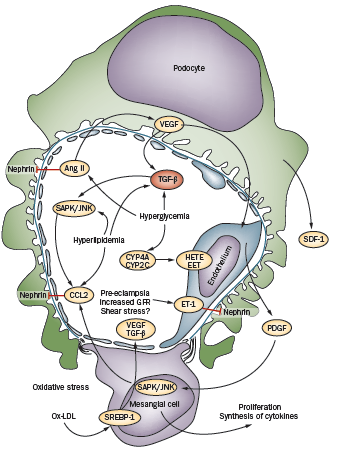 Podocyte
VEGF
Nephrin
Ang II
TGF-β
SAPK/JNK
Hyperglycemia
Hyperlipidemia
SDF-1
CYP4A
CYP2C
HETE
EET
Endothelium
Nephrin
CCL2
Pre-eclampsia
Increased GFR
Shear stress?
ET-1
Nephrin
VEGF
TGF-β
PDGF
Oxidative stress
SAPK/JNK
Mesangial cell
Ox-LDL
SREBP-1
Proliferation
Synthesis of cytokines